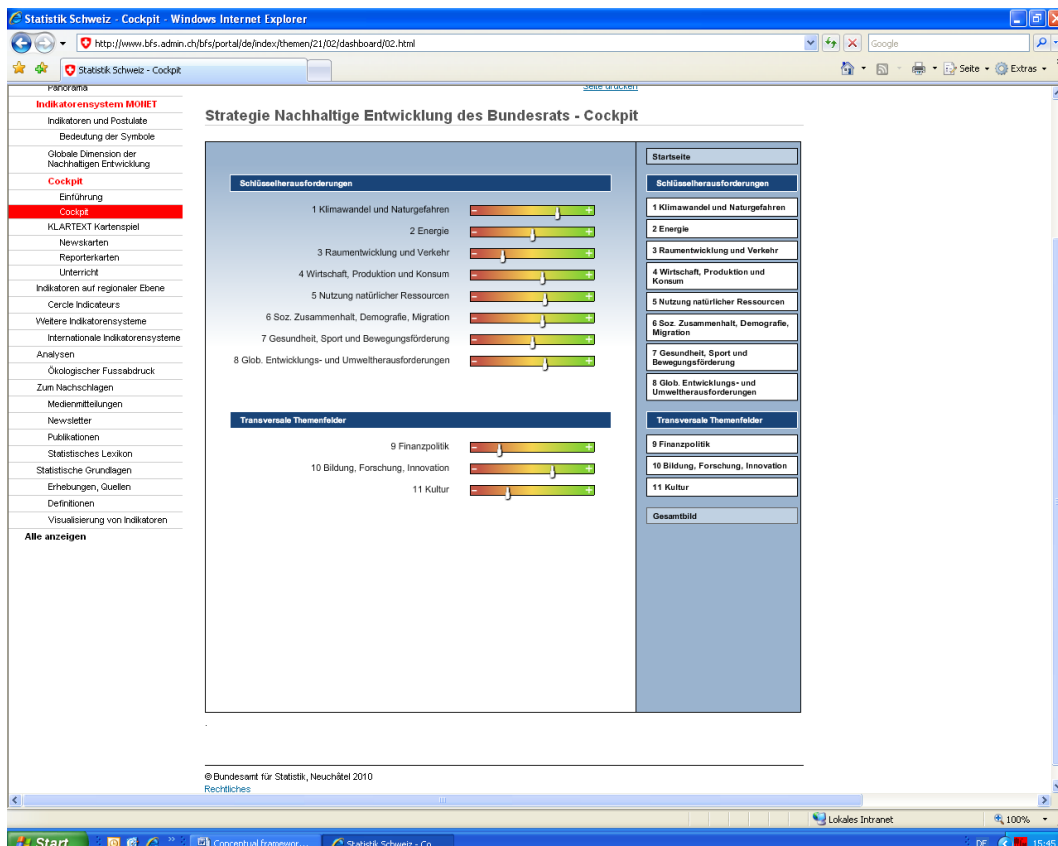 Statistik Schweiz - Cockpit - Windows Internet Explorer
http://www.bfs.admin.ch/bfs/portal/de/index/themen/21/02/dashboard/02.html
Google
Statistik Schweiz - Cockpit
Seite
Extras
Panorama
Indikatorensystem MONET
Indikatoren und Postulate
Bedeutung der Symbole
Globale Dimension der
Nachhaltigen Entwicklung
Cockpit
Einführung
Cockpit
KLARTEXT Kartenspiel
Newskarten
Reporterkarten
Unterricht
Indikatoren auf regionaler Ebene
Cercle Indicateurs
Weitere Indikatorensysteme
Internationale Indikatorensysteme
Analysen
Ökologischer Fussabdruck
Zum Nachschlagen
Medienmitteilungen
Newsletter
Publikationen
Statistisches Lexikon
Statistische Grundlagen
Erhebungen, Quellen
Definitionen
Visualisierung von Indikatoren
Alle anzeigen
Seite drucken
Strategie Nachhaltige Entwicklung des Bundesrats - Cockpit
Schlüsselherausforderungen
1 Klimawandel und Naturgefahren
- +
2 Energie
- +
3 Raumentwicklung und Verkehr
- +
4 Wirtschaft, Produktion und Konsum
- +
5 Nutzung natürlicher Ressourcen
- +
6 Soz. Zusammenhalt, Demografie, Migration
- +
7 Gesundheit, Sport und Bewegungsförderung
- +
8 Glob. Entwicklungs- und Umweltherausforderungen
- +
Transversale Themenfelder
9 Finanzpolitik
- +
10 Bildung, Forschung, Innovation
- +
11 Kultur
- +
Startseite
Schlüsselherausforderungen
1 Klimawandel und Naturgefahren
2 Energie
3 Raumentwicklung und Verkehr
4 Wirtschaft, Produktion und
Konsum
5 Nutzung natürlicher Ressourcen
6 Soz. Zusammenhalt, Demografie,
Migration
7 Gesundheit, Sport und
Bewegungsförderung
8 Glob. Entwicklungs- und
Umweltherausforderungen
Transversale Themenfelder
9 Finanzpolitik
10 Bildung, Forschung, Innovation
11 Kultur
Gesamtbild
.
© Bundesamt für Statistik, Neuchâtel 2010
Rechtliches
Lokales Intranet
100%
Start
Conceptual framewor...
Statistik Schweiz - Co...
DE
15:45